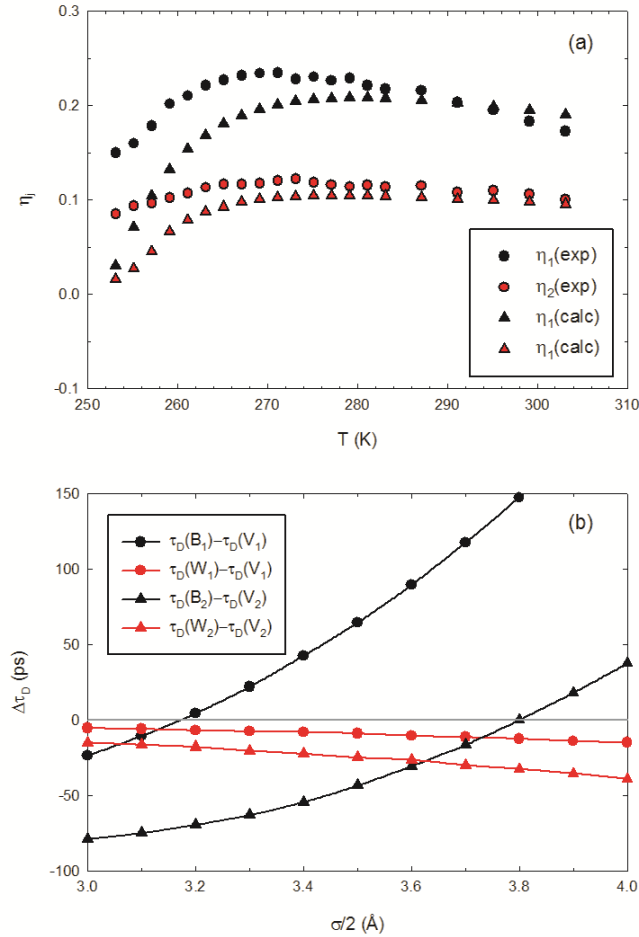 0.3
(a)
0.2
ηj
0.1
0.0
-0.1
η1(exp)
η2(exp)
η1(calc)
η1(calc)
250 260 270 280 290 300 310
T (K)
150
(b)
τD(B1)−τD(V1)
τD(W1)−τD(V1)
τD(B2)−τD(V2)
τD(W2)−τD(V2)
100
50
ΔτD (ps)
0
-50
-100
3.0 3.2 3.4 3.6 3.8 4.0
σ/2 (Å)